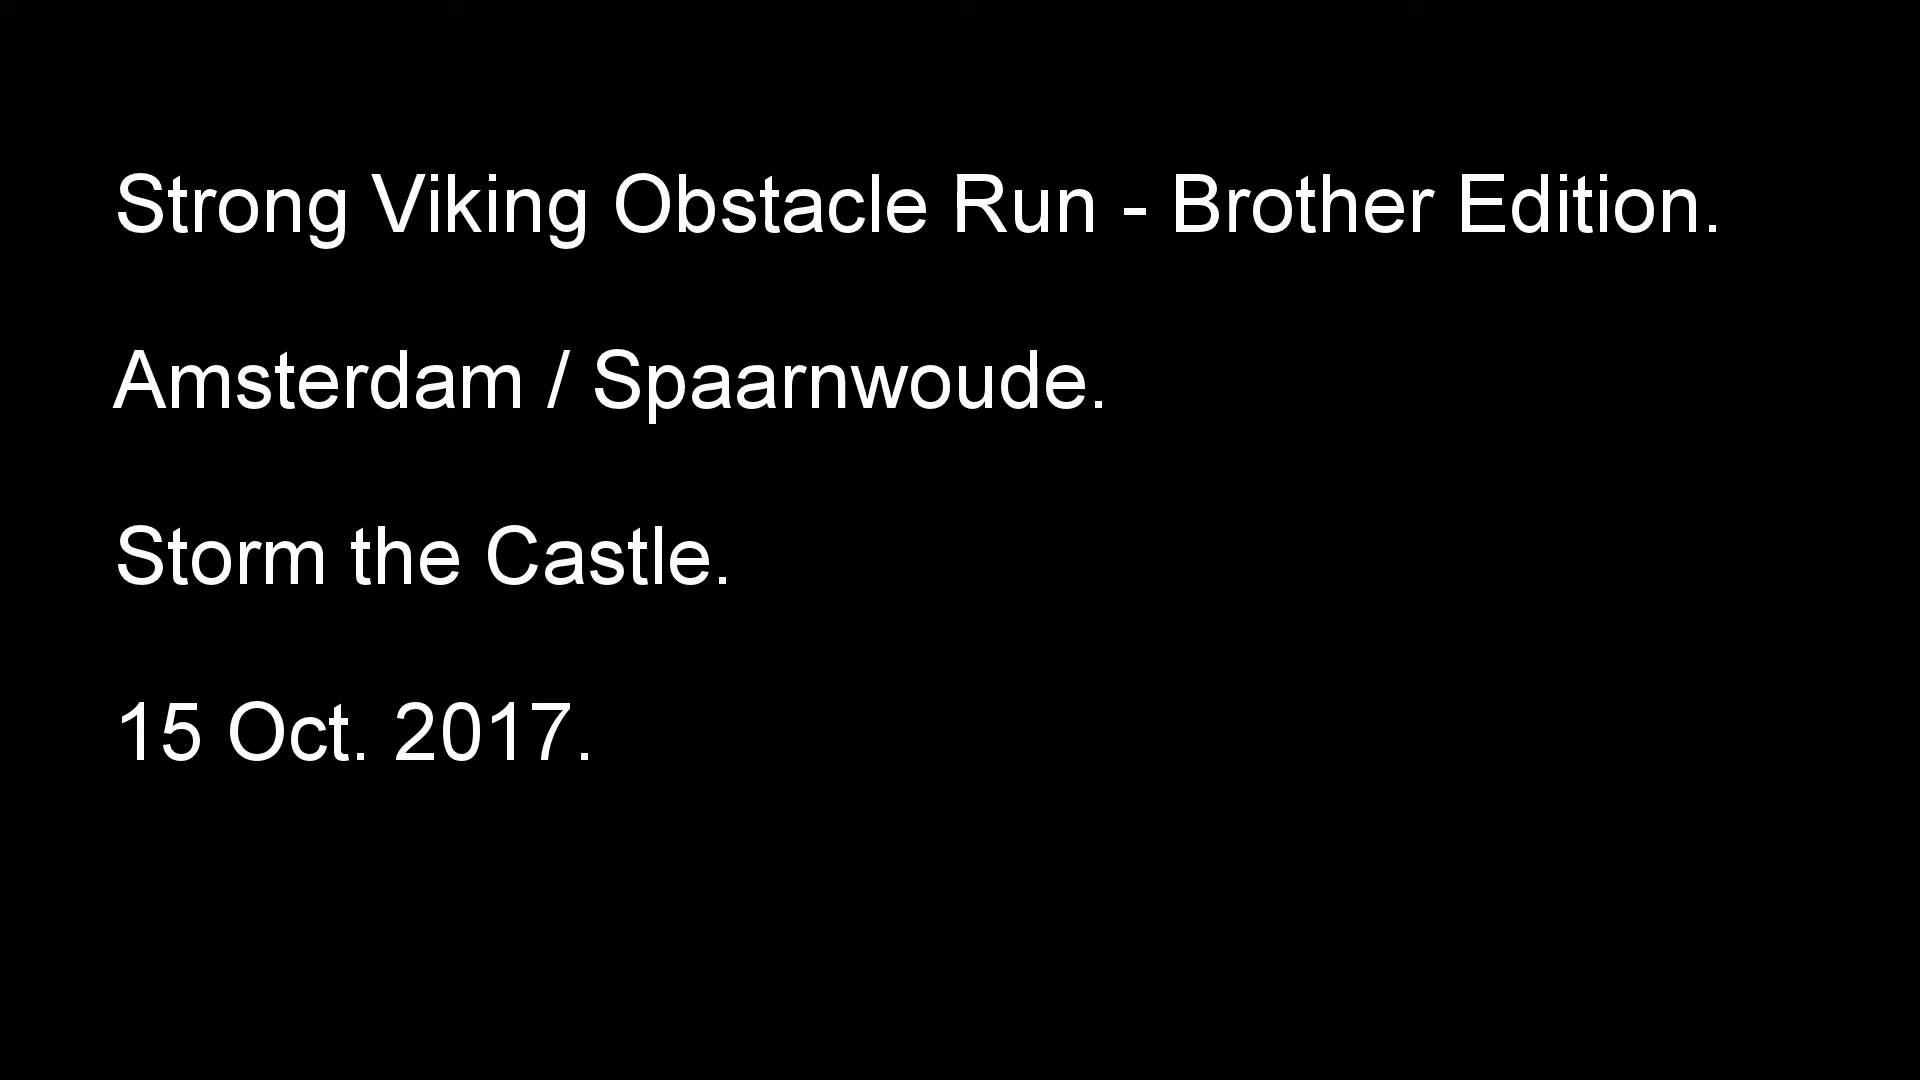 Strong Viking Obstacle Run - Brother Edition.
Amsterdam / Spaarnwoude.
Storm the Castle.
15 Oct. 2017.